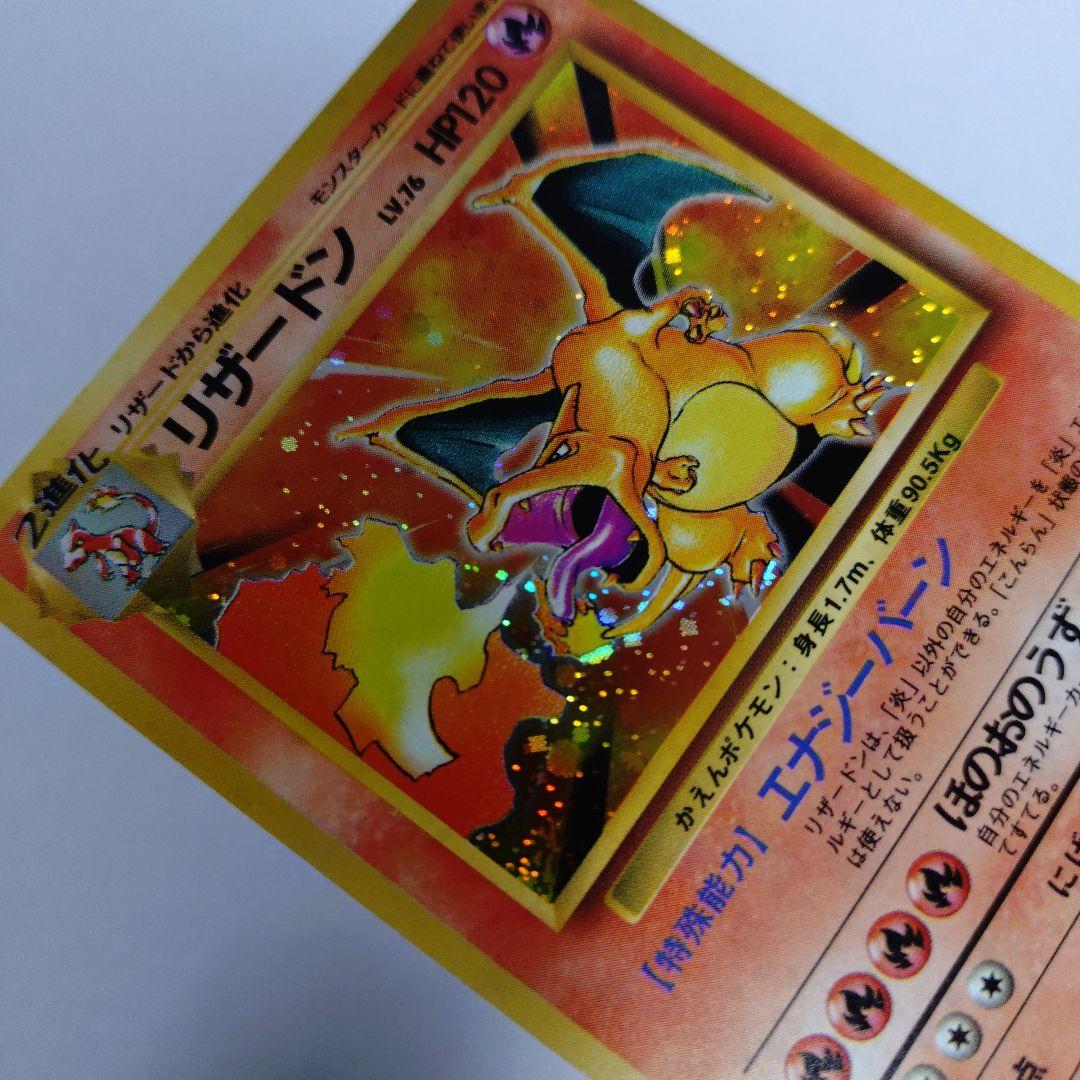 モンスターカードに重ねて使います
2進化
リザードから進化
リザードン
LV.76
HP120
かえんポケモン:身長1.7m、体重90.5Kg
【特殊能力】エナジーバーン
リザードンは、「炎」以外の自分のエネルギーを「炎」エ
ルギーとして扱うことができる。「こんらん」状態の
は使えない。
ほのおのうず
自分のエネルギーカ
てすてる。
にげ
点